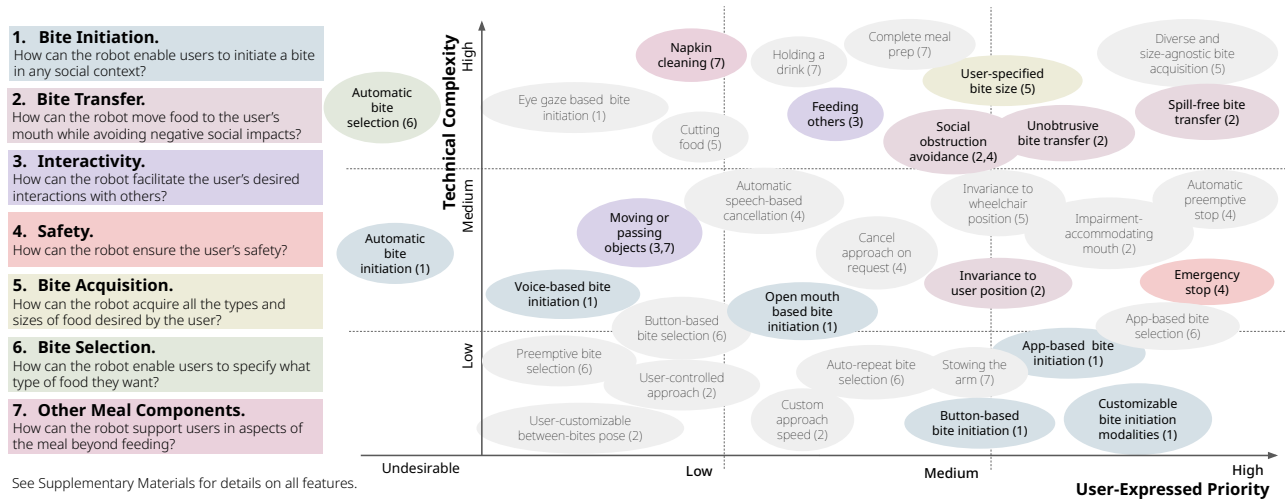 1. Bite Initiation.
How can the robot enable users to initiate a bite
in any social context?
2. Bite Transfer.
How can the robot move food to the user's
mouth while avoiding negative social impacts?
3. Interactivity.
How can the robot facilitate the user's desired
interactions with others?
4. Safety.
How can the robot ensure the user's safety?
5. Bite Acquisition.
How can the robot acquire all the types and
sizes of food desired by the user?
6. Bite Selection.
How can the robot enable users to specify what
type of food they want?
7. Other Meal Components.
How can the robot support users in aspects of
the meal beyond feeding?
See Supplementary Materials for details on all features.
Technical Complexity
High
Medium
Low
Automatic
bite
selection (6)
Automatic
bite
initiation (1)
Napkin
cleaning (7)
Holding a
drink (7)
Complete meal
prep (7)
Diverse and
size-agnostic bite
acquisition (5)
User-specified
bite size (5)
Eye gaze based bite
initiation (1)
Feeding
others (3)
Spill-free bite
transfer (2)
Cutting
food (5)
Social
obstruction
avoidance (2,4)
Unobtrusive
bite transfer (2)
Automatic
speech-based
cancellation (4)
Invariance to
wheelchair
position (5)
Automatic
preemptive
stop (4)
Moving or
passing
objects (3,7)
Impairment-
accommodating
mouth (2)
Cancel
approach on
request (4)
Voice-based bite
initiation (1)
Open mouth
based bite
initiation (1)
Invariance to
user position (2)
Emergency
stop (4)
Button-based
bite selection (6)
App-based bite
selection (6)
App-based bite
initiation (1)
Preemptive bite
selection (6)
User-controlled
approach (2)
Auto-repeat bite
selection (6)
Stowing the
arm (7)
User-customizable
between-bites pose (2)
Custom
approach
speed (2)
Button-based
bite initiation (1)
Customizable
bite initiation
modalities (1)
Undesirable
Low
Medium
High
User-Expressed Priority